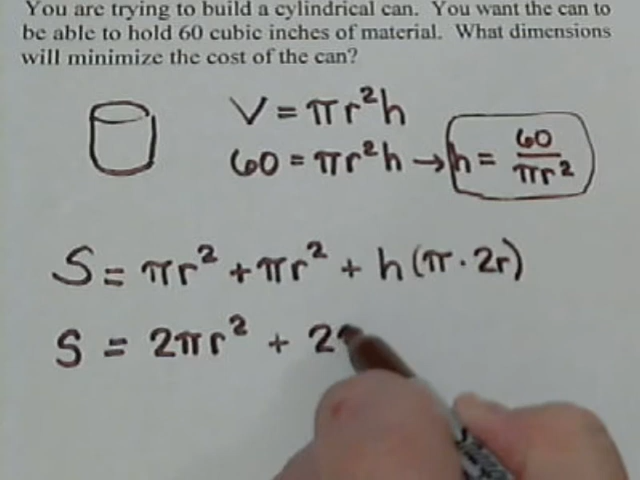 You are trying to build a cylindrical can. You want the can to
be able to hold 60 cubic inches of material. What dimensions
will minimize the cost of the can?
V = πr²h
60 = πr²h → h = 60/πr²
S = πr² + πr² + h(π · 2r)
S = 2πr² + 2